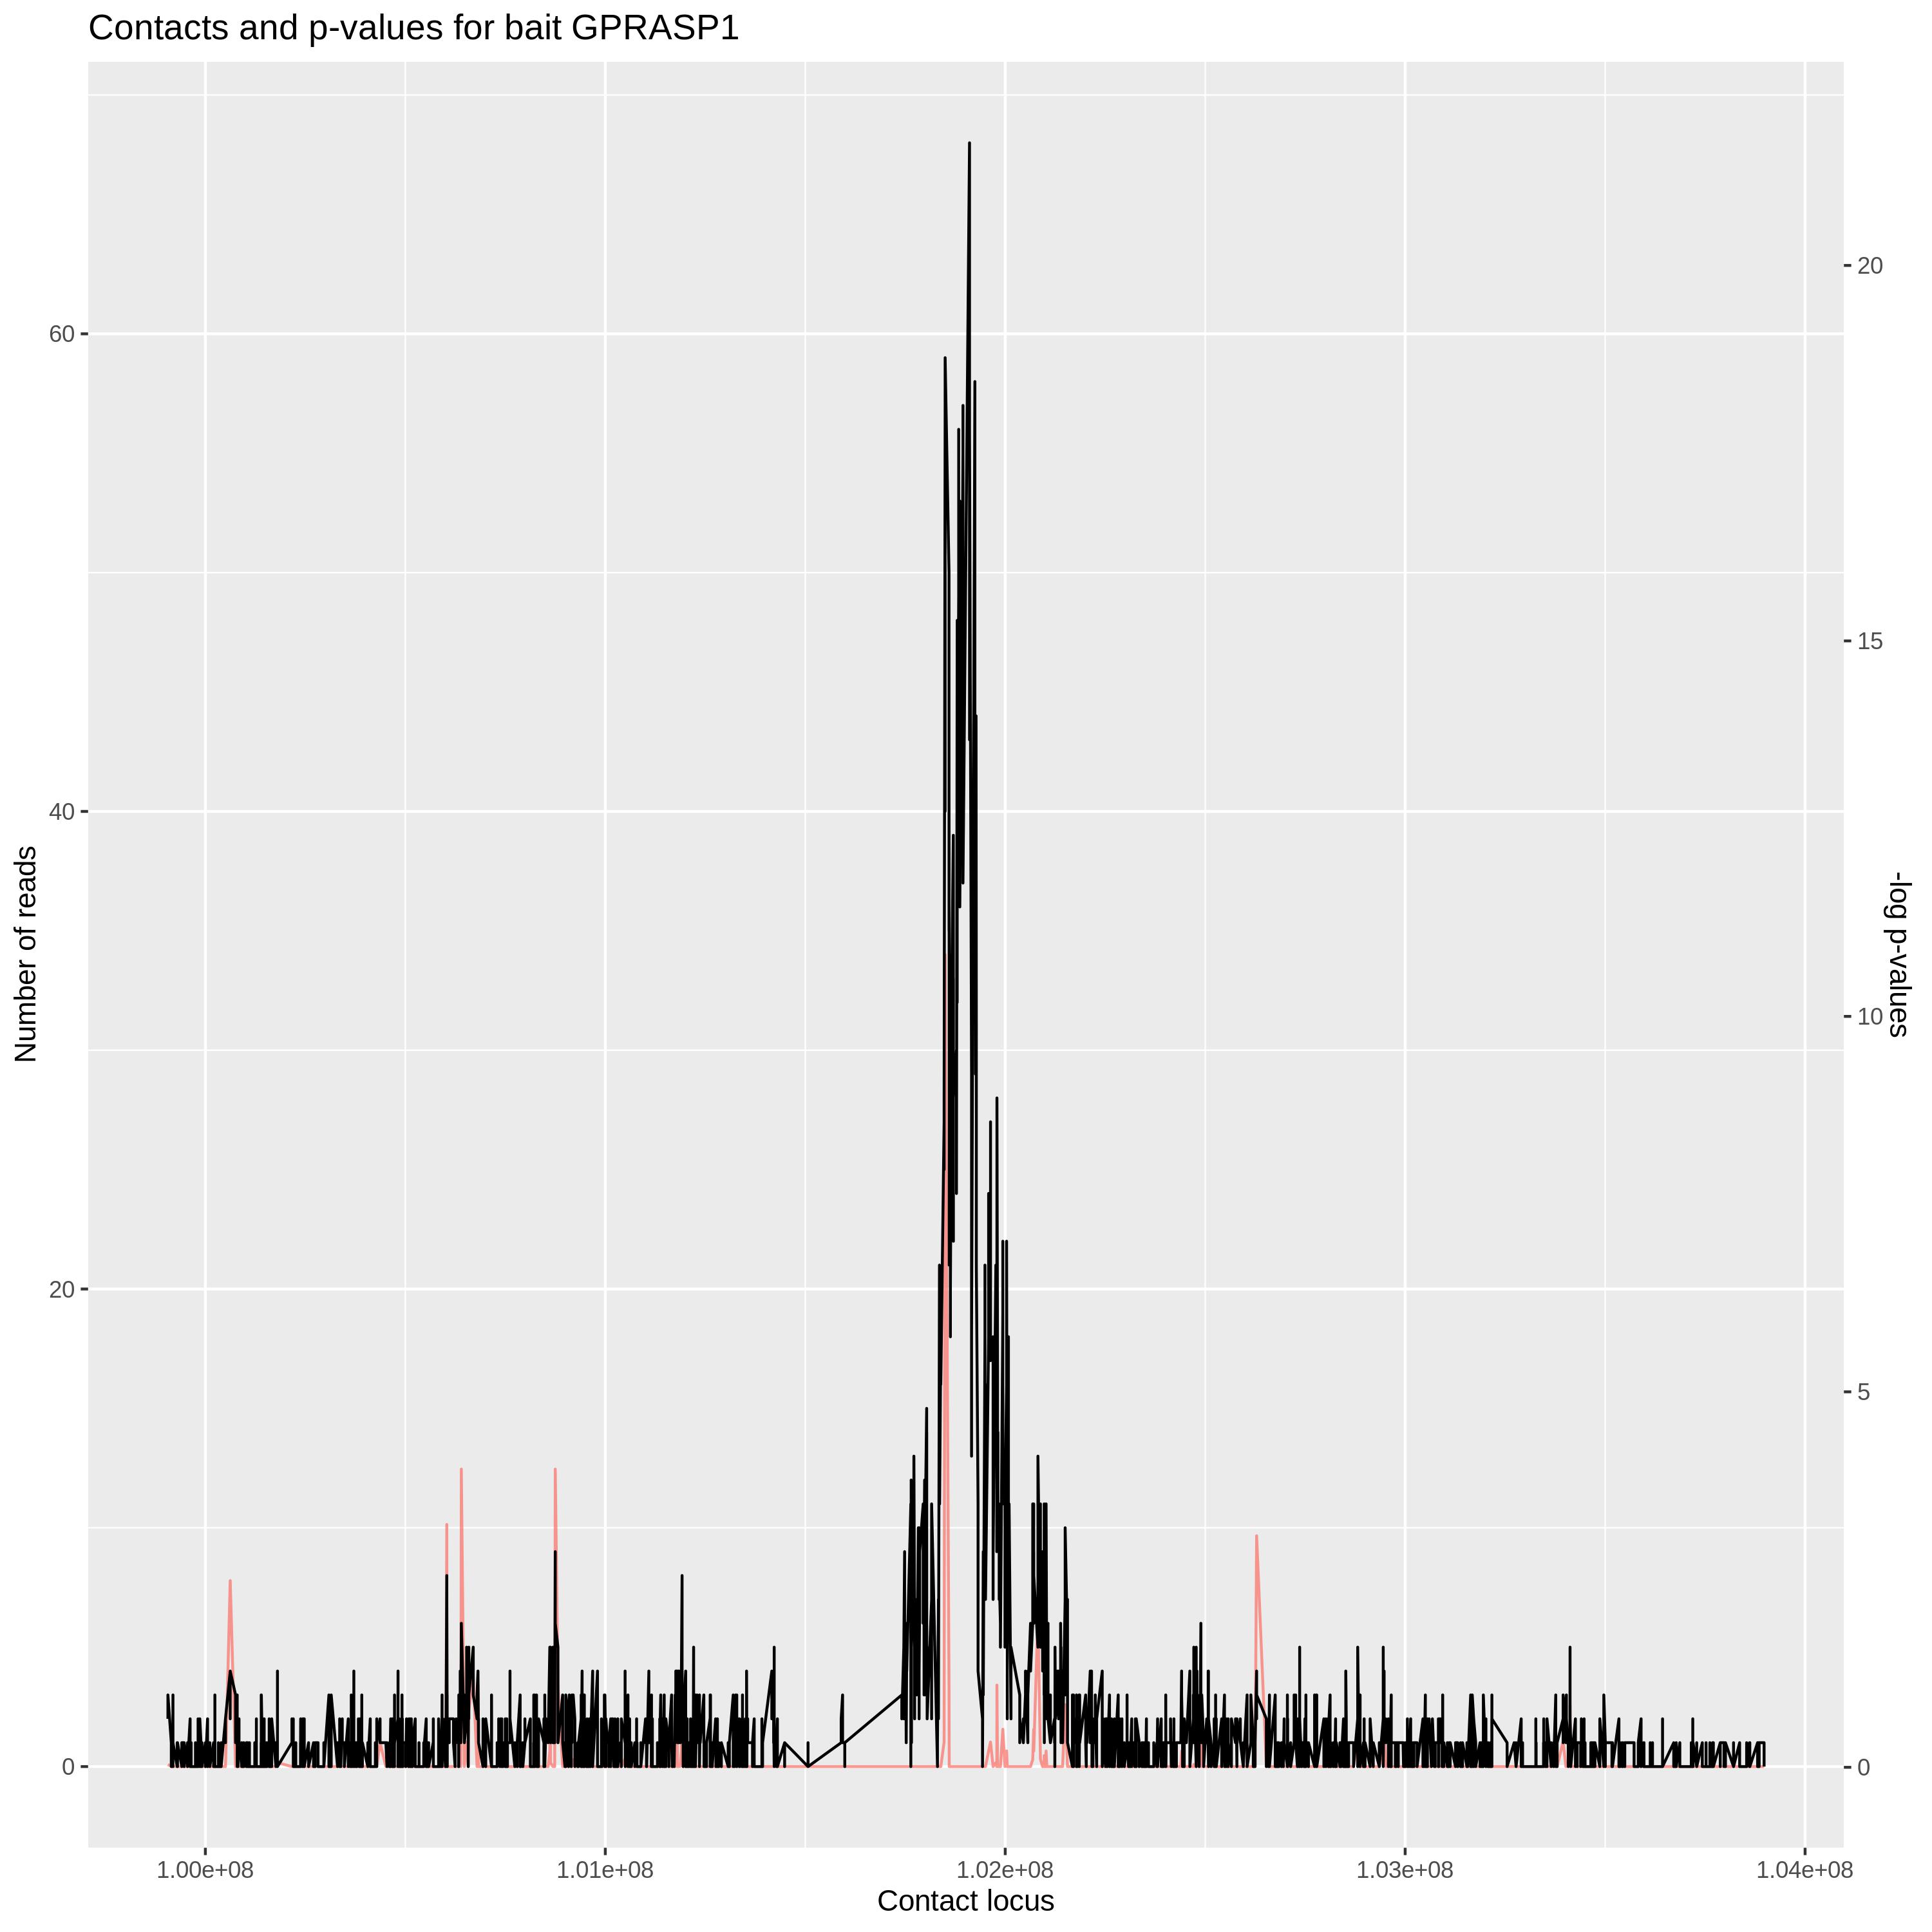 Contacts and p-values for bait GPRASP1
Number of reads
60
40
20
0
20
15
10
5
0
-log p-values
1.00e+08
1.01e+08
1.02e+08
1.03e+08
1.04e+08
Contact locus